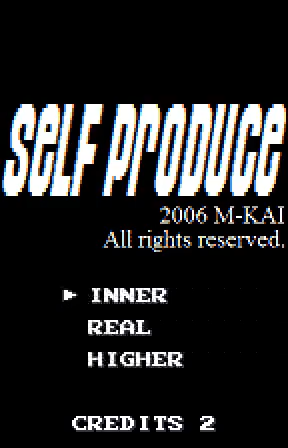 SELF PRODUCE
2006 M-KAI
All rights reserved.
► INNER
REAL
HIGHER
CREDITS 2